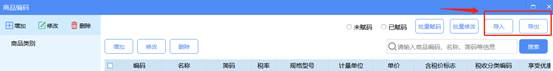 商品编码
增加 修改 删除 未赋码 已赋码 批量赋码 批量修改 导入 导出
商品类别 增加 修改 删除 请输入商品编码、名称、简码等信息 搜索
编码 名称 简码 税率 规格型号 计量单位 单价 含税价标志 税收分类编码 享受优惠